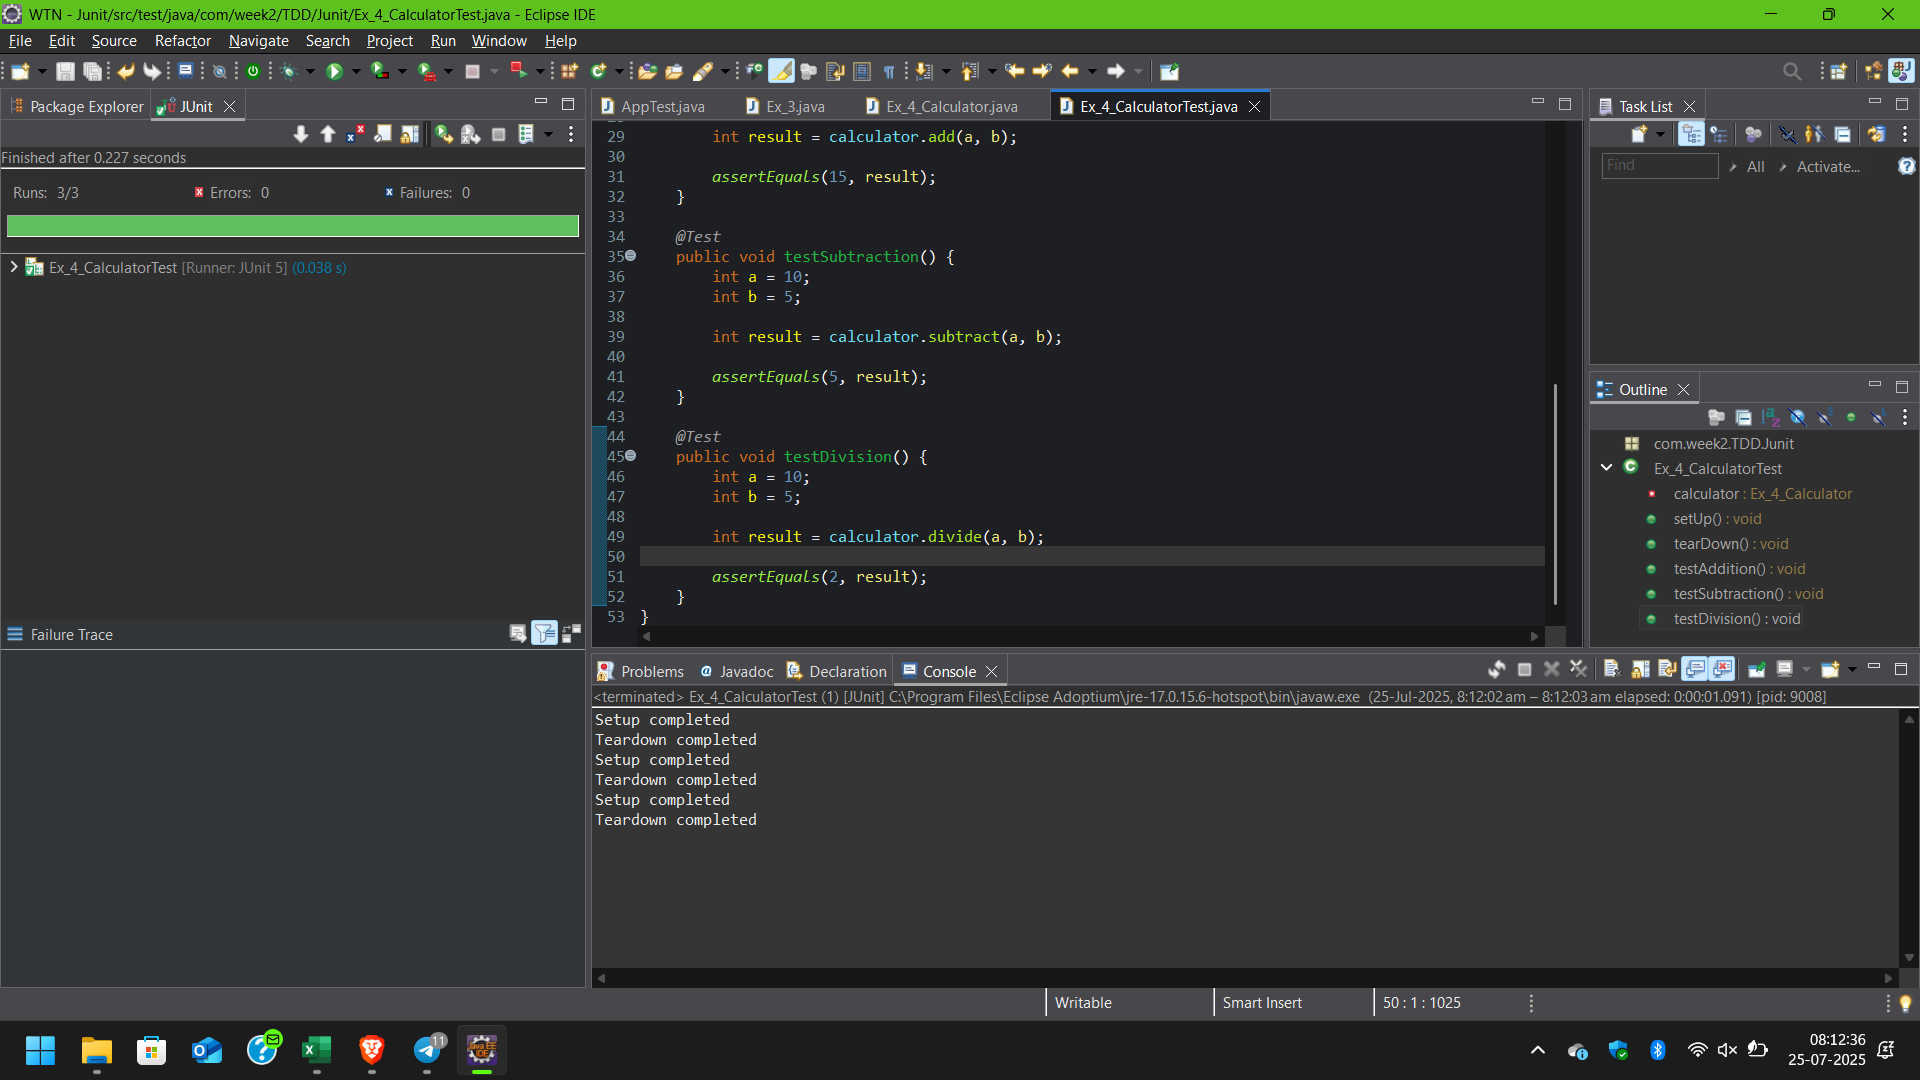 WTN - Junit/src/test/java/com/week2/TDD/Junit/Ex_4_CalculatorTest.java - Eclipse IDE
File Edit Source Refactor Navigate Search Project Run Window Help
Package Explorer JUnit
Finished after 0.227 seconds
Runs: 3/3 Errors: 0 Failures: 0
Ex_4_CalculatorTest [Runner: JUnit 5] (0.038 s)
Failure Trace
AppTest.java Ex_3.java Ex_4_Calculator.java Ex_4_CalculatorTest.java
29 int result = calculator.add(a, b);
30
31 assertEquals(15, result);
32 }
33
34 @Test
35 public void testSubtraction() {
36 int a = 10;
37 int b = 5;
38
39 int result = calculator.subtract(a, b);
40
41 assertEquals(5, result);
42 }
43
44 @Test
45 public void testDivision() {
46 int a = 10;
47 int b = 5;
48
49 int result = calculator.divide(a, b);
50
51 assertEquals(2, result);
52 }
53 }
Task List
Find All Activate...
Outline
com.week2.TDD.Junit
Ex_4_CalculatorTest
calculator : Ex_4_Calculator
setUp() : void
tearDown() : void
testAddition() : void
testSubtraction() : void
testDivision() : void
Problems Javadoc Declaration Console
<terminated> Ex_4_CalculatorTest (1) [JUnit] C:\Program Files\Eclipse Adoptium\jre-17.0.15.6-hotspot\bin\javaw.exe (25-Jul-2025, 8:12:02 am – 8:12:03 am elapsed: 0:00:01.091) [pid: 9008]
Setup completed
Teardown completed
Setup completed
Teardown completed
Setup completed
Teardown completed
Writable Smart Insert 50 : 1 : 1025
11
Java EE
IDE
08:12:36
25-07-2025